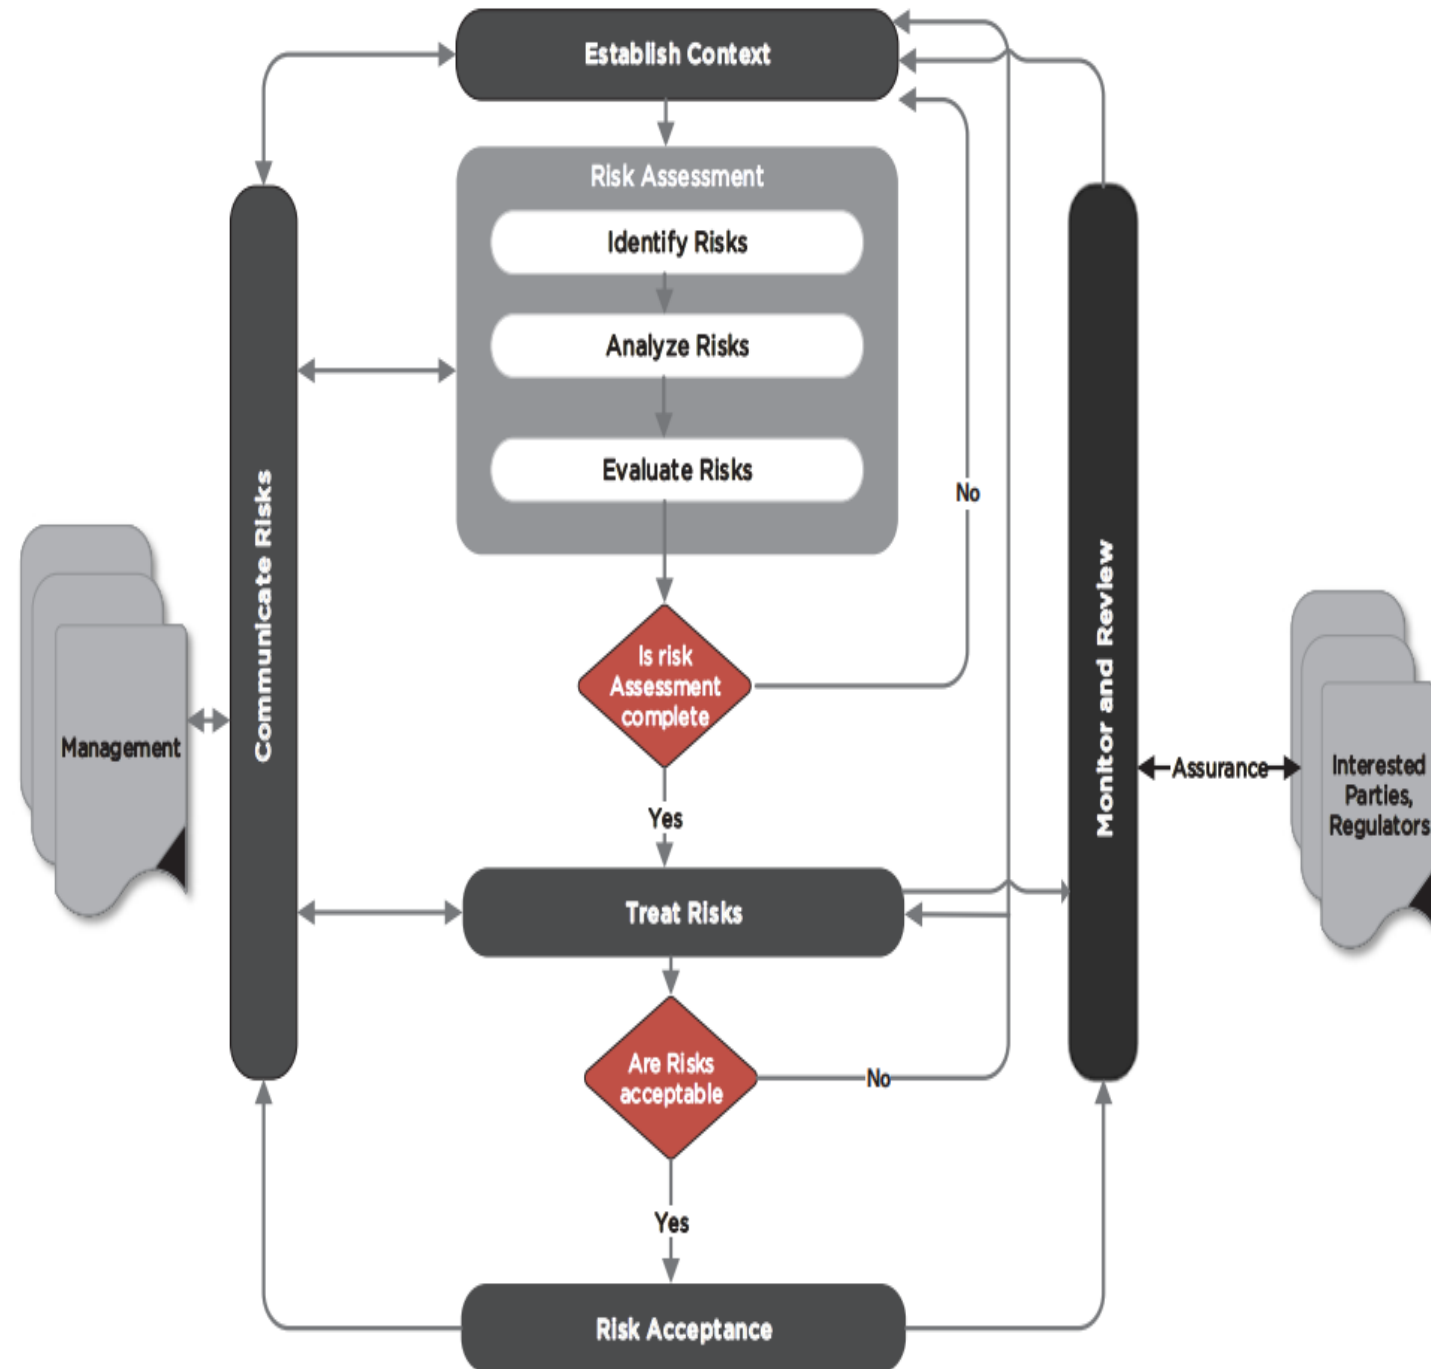 Establish Context
Risk Assessment
Identify Risks
Analyze Risks
Evaluate Risks
No
Communicate Risks
Is risk
Assessment
complete
Monitor and Review
Management
Assurance
Interested
Parties,
Regulators
Yes
Treat Risks
Are Risks
acceptable
No
Yes
Risk Acceptance